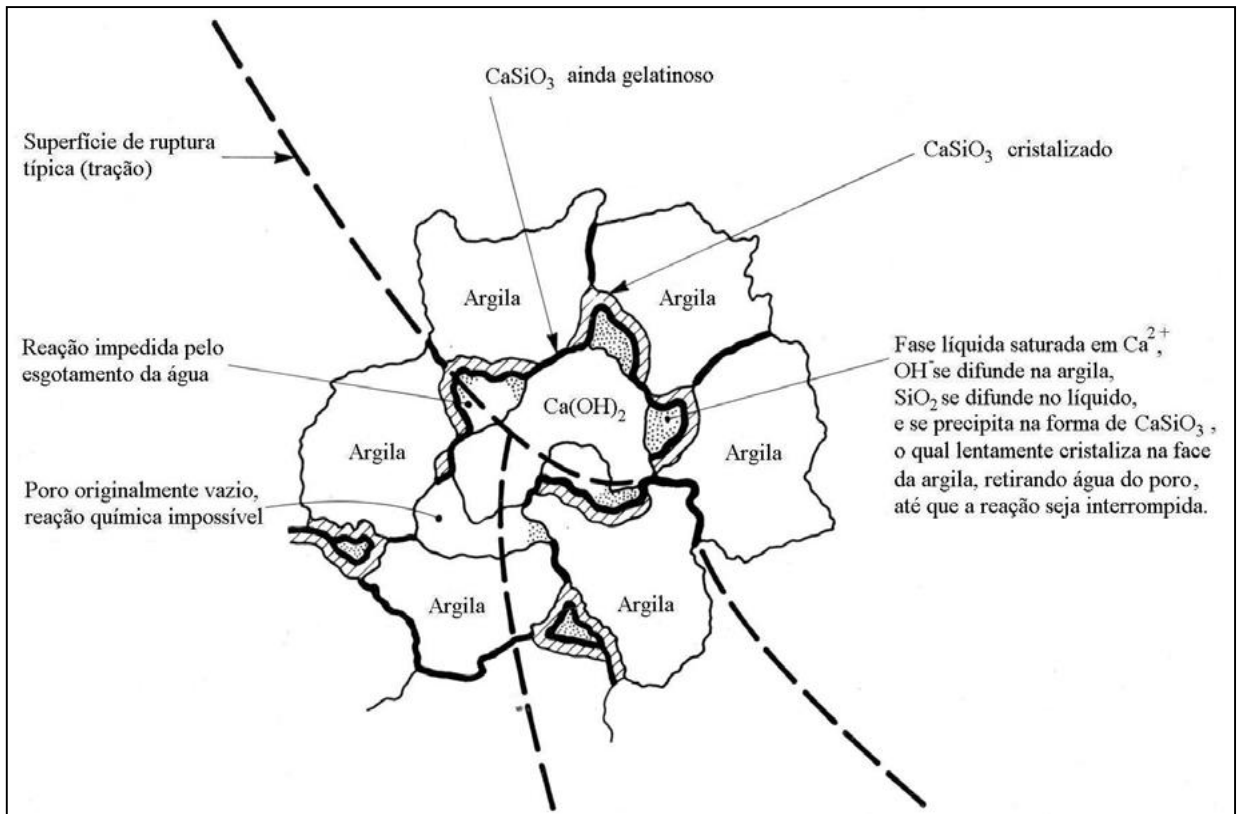 CaSiO3 ainda gelatinoso
Superfície de ruptura
típica (tração)
CaSiO3 cristalizado
Argila
Argila
Reação impedida pelo
esgotamento da água
Fase líquida saturada em Ca2+,
OH- se difunde na argila,
SiO2 se difunde no líquido,
e se precipita na forma de CaSiO3 ,
o qual lentamente cristaliza na face
da argila, retirando água do poro,
até que a reação seja interrompida.
Ca(OH)2
Argila
Argila
Poro originalmente vazio,
reação química impossível
Argila
Argila